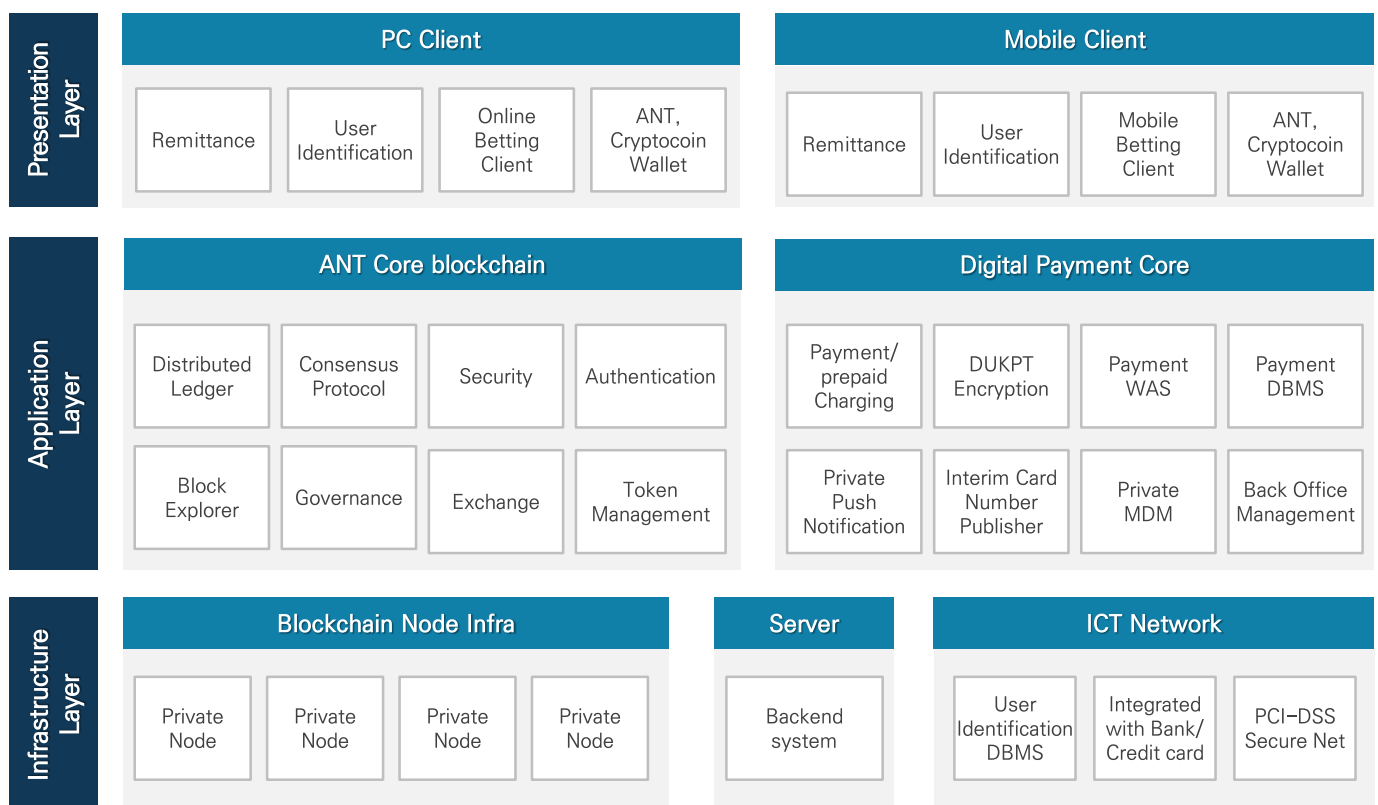 Presentation
Layer
PC Client
Remittance
User
Identification
Online
Betting
Client
ANT,
Cryptocoin
Wallet
Mobile Client
Remittance
User
Identification
Mobile
Betting
Client
ANT,
Cryptocoin
Wallet
Application
Layer
ANT Core blockchain
Distributed
Ledger
Consensus
Protocol
Security
Authentication
Block
Explorer
Governance
Exchange
Token
Management
Digital Payment Core
Payment/
prepaid
Charging
DUKPT
Encryption
Payment
WAS
Payment
DBMS
Private
Push
Notification
Interim Card
Number
Publisher
Private
MDM
Back Office
Management
Infrastructure
Layer
Blockchain Node Infra
Private
Node
Private
Node
Private
Node
Private
Node
Server
Backend
system
ICT Network
User
Identification
DBMS
Integrated
with Bank/
Credit card
PCI-DSS
Secure Net